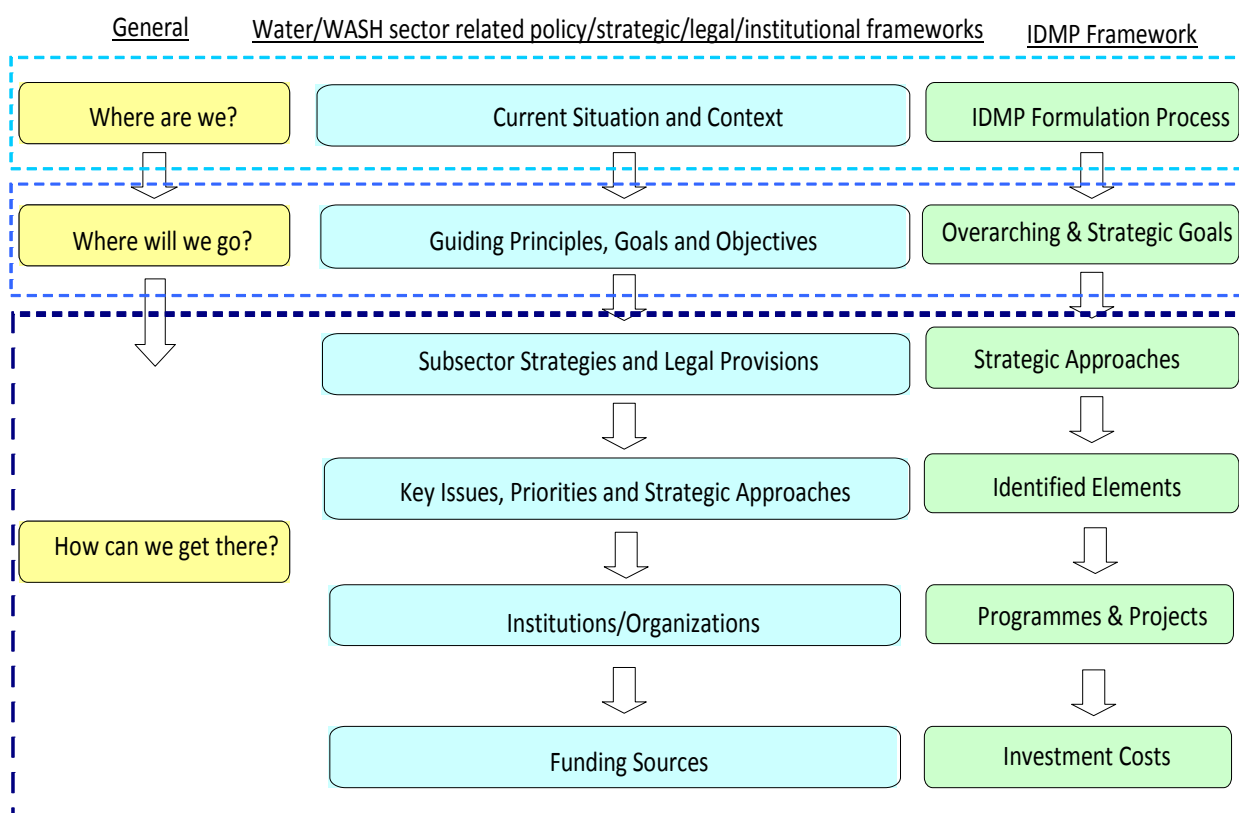 General
Water/WASH sector related policy/strategic/legal/institutional frameworks
IDMP Framework
Where are we?
Current Situation and Context
IDMP Formulation Process
Where will we go?
Guiding Principles, Goals and Objectives
Overarching & Strategic Goals
Subsector Strategies and Legal Provisions
Strategic Approaches
Key Issues, Priorities and Strategic Approaches
Identified Elements
How can we get there?
Institutions/Organizations
Programmes & Projects
Funding Sources
Investment Costs